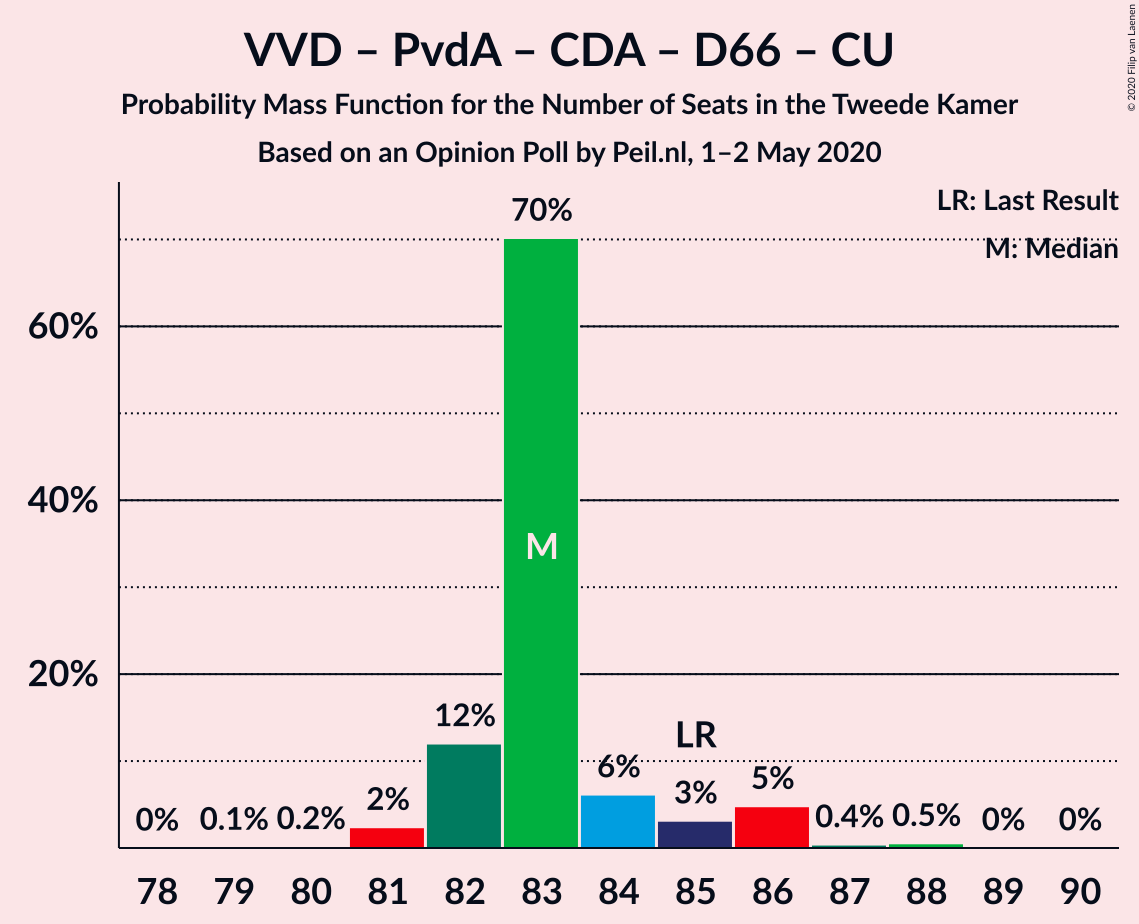 VVD – PvdA – CDA – D66 – CU
Probability Mass Function for the Number of Seats in the Tweede Kamer
Based on an Opinion Poll by Peil.nl, 1–2 May 2020
© 2020 Filip van Laenen
LR: Last Result
M: Median
70%
60%
40%
M
20%
12%
LR
6%
5%
3%
2%
0%
0.1%
0.2%
0.4%
0.5%
0%
0%
78 79 80 81 82 83 84 85 86 87 88 89 90